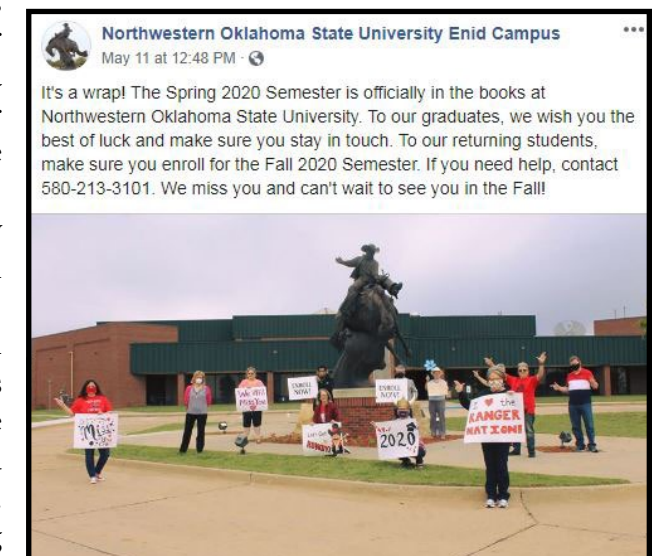 Northwestern Oklahoma State University Enid Campus
May 11 at 12:48 PM ·
It's a wrap! The Spring 2020 Semester is officially in the books at
Northwestern Oklahoma State University. To our graduates, we wish you the
best of luck and make sure you stay in touch. To our returning students,
make sure you enroll for the Fall 2020 Semester. If you need help, contact
580-213-3101. We miss you and can't wait to see you in the Fall!
ENROLL
NOW!
ENROLL
NOW!
We Will
Miss You
Miss
2020
I ♥ the
RANGER
NATION!